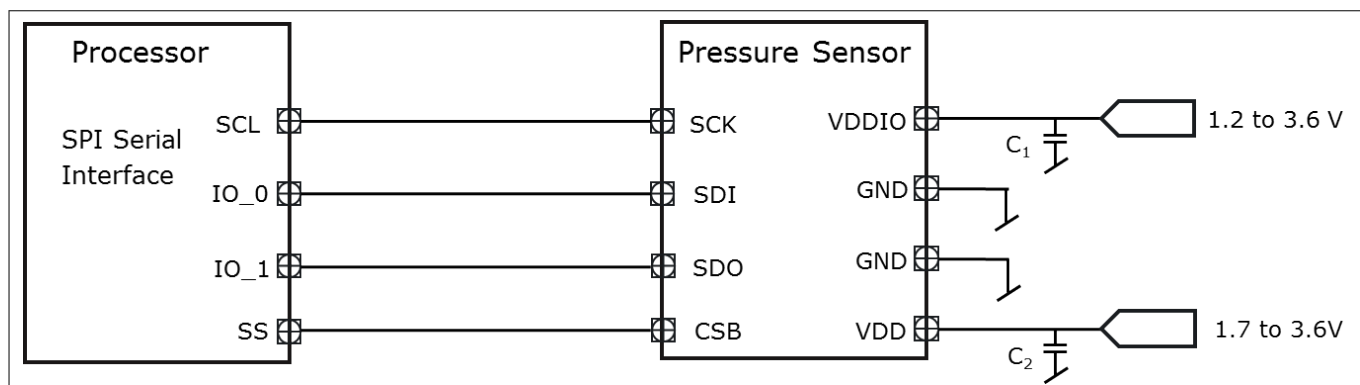 Processor
SPI Serial
Interface
SCL
IO_0
IO_1
SS
Pressure Sensor
SCK
SDI
SDO
CSB
VDDIO
GND
GND
VDD
C₁
C₂
1.2 to 3.6 V
1.7 to 3.6V